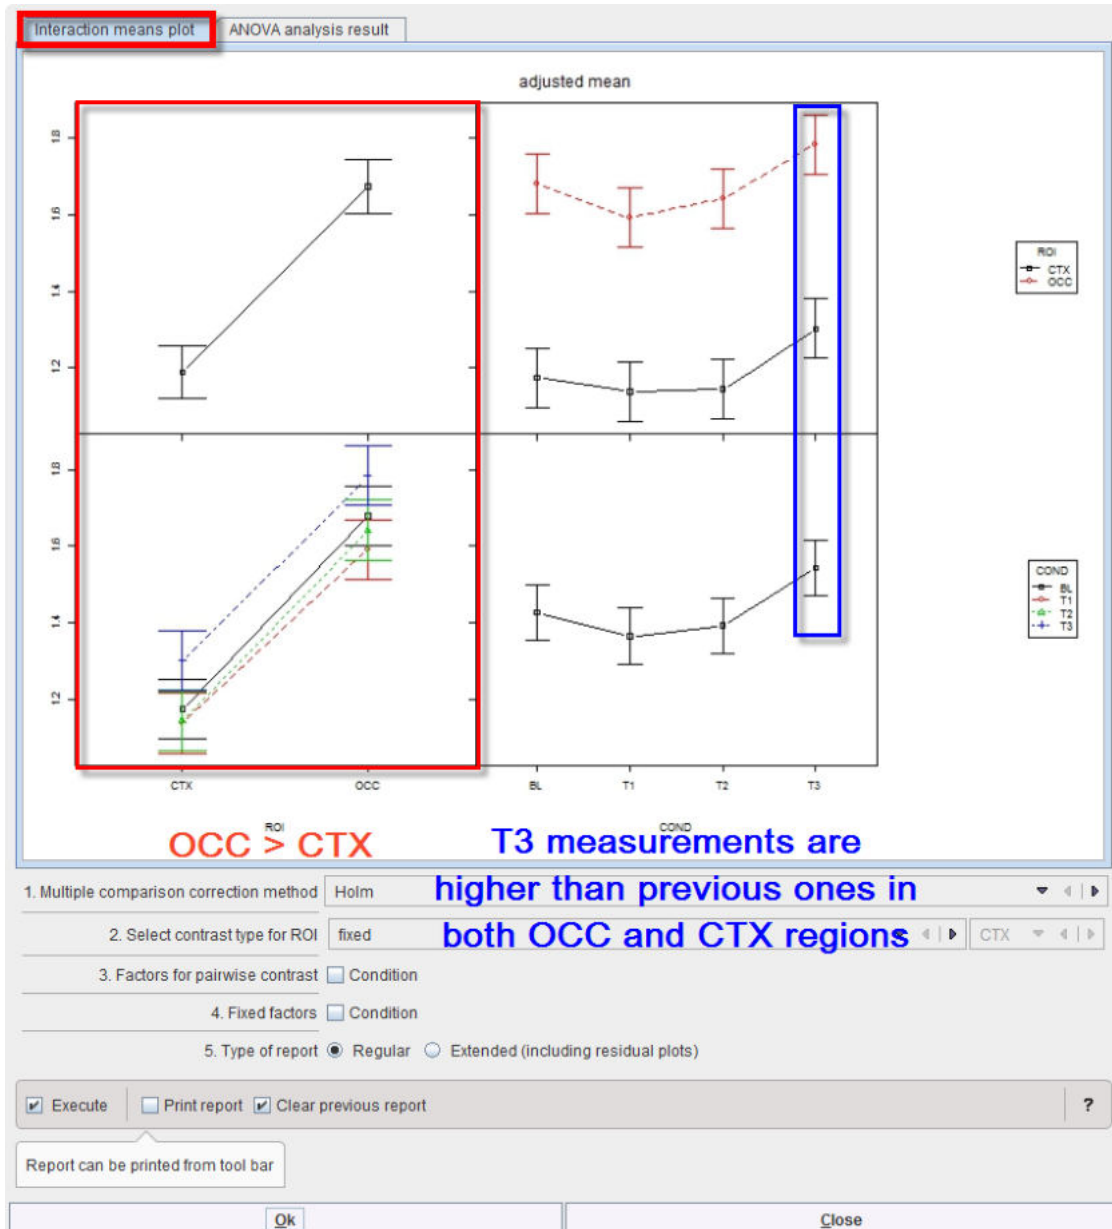 Interaction means plot
ANOVA analysis result
adjusted mean
1.8
1.6
1.4
1.2
ROI
CTX
OCC
1.8
1.6
1.4
1.2
COND
BL
T1
T2
T3
CTX
OCC
BL
T1
T2
T3
ROI
COND
OCC > CTX
T3 measurements are
higher than previous ones in
both OCC and CTX regions
1. Multiple comparison correction method
Holm
2. Select contrast type for ROI
fixed
CTX
3. Factors for pairwise contrast
Condition
4. Fixed factors
Condition
5. Type of report
Regular
Extended (including residual plots)
Execute
Print report
Clear previous report
?
Report can be printed from tool bar
Ok
Close